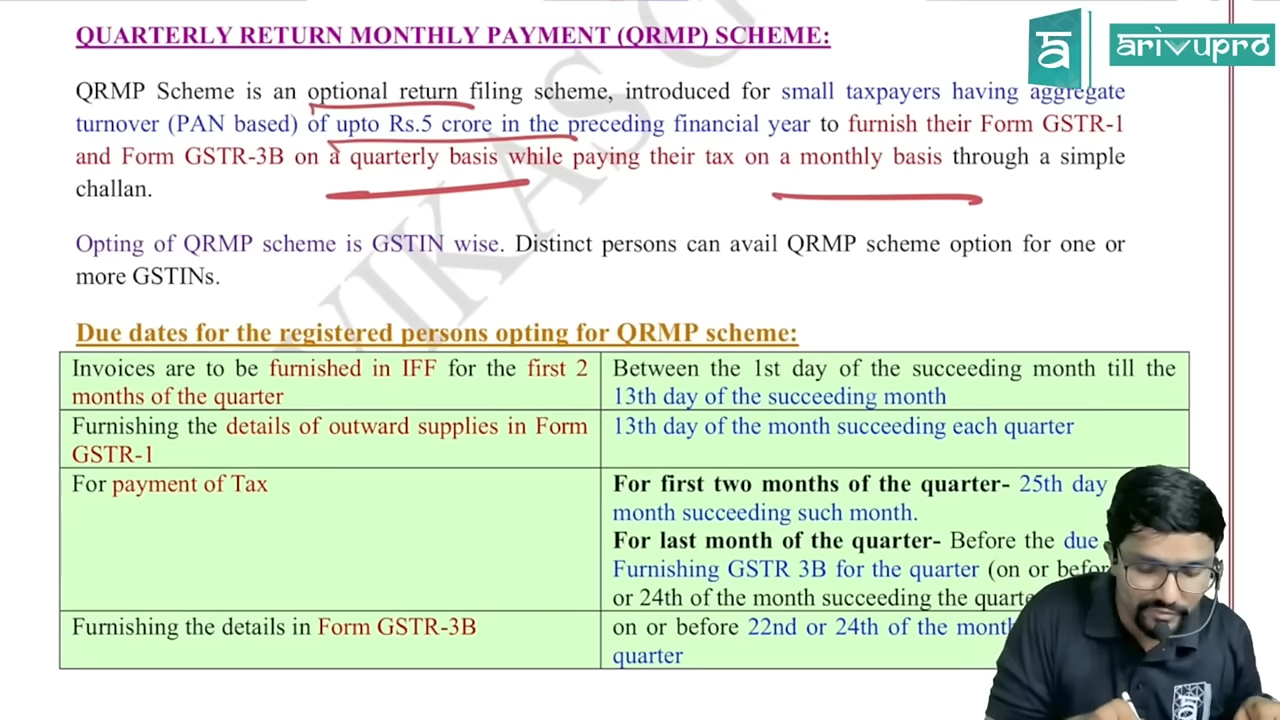 QUARTERLY RETURN MONTHLY PAYMENT (QRMP) SCHEME:
ā arivupro
QRMP Scheme is an optional return filing scheme, introduced for small taxpayers having aggregate
turnover (PAN based) of upto Rs.5 crore in the preceding financial year to furnish their Form GSTR-1
and Form GSTR-3B on a quarterly basis while paying their tax on a monthly basis through a simple
challan.
Opting of QRMP scheme is GSTIN wise. Distinct persons can avail QRMP scheme option for one or
more GSTINs.
Due dates for the registered persons opting for QRMP scheme:
Invoices are to be furnished in IFF for the first 2
months of the quarter
Between the 1st day of the succeeding month till the
13th day of the succeeding month
Furnishing the details of outward supplies in Form
GSTR-1
13th day of the month succeeding each quarter
For payment of Tax
For first two months of the quarter- 25th day
month succeeding such month.
For last month of the quarter- Before the due
Furnishing GSTR 3B for the quarter (on or before
or 24th of the month succeeding the quarte
Furnishing the details in Form GSTR-3B
on or before 22nd or 24th of the month
quarter
VIKAS